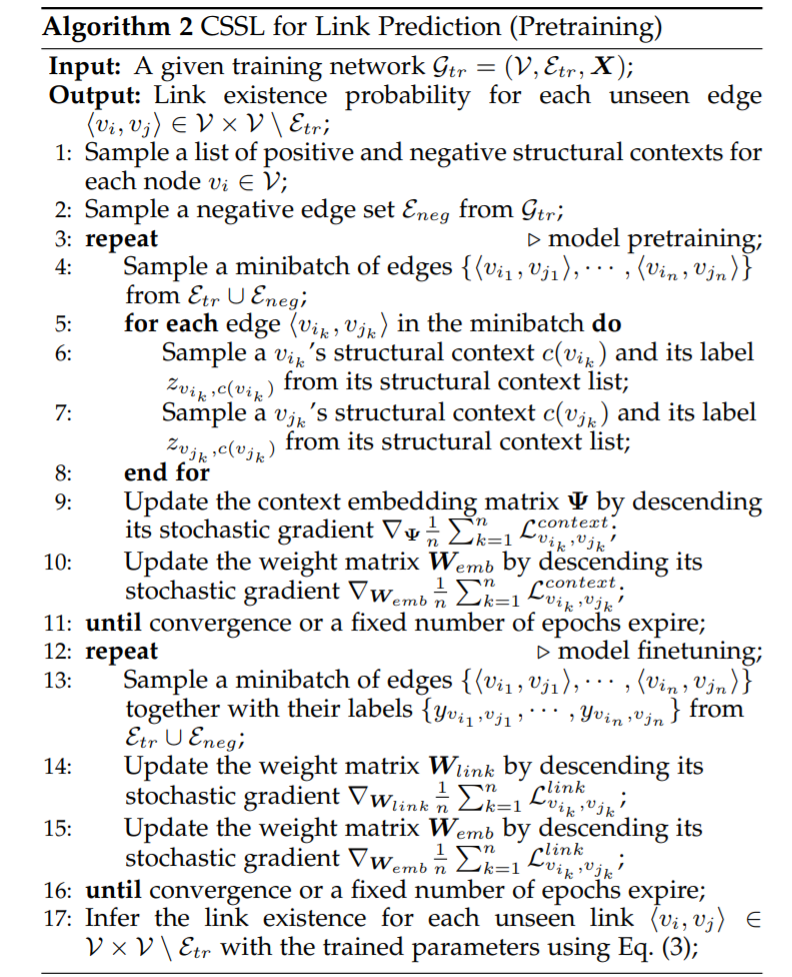 Algorithm 2 CSSL for Link Prediction (Pretraining)
Input: A given training network $\mathcal{G}_{tr} = (\mathcal{V}, \mathcal{E}_{tr}, \boldsymbol{X})$;
Output: Link existence probability for each unseen edge
$\langle v_i, v_j \rangle \in \mathcal{V} \times \mathcal{V} \setminus \mathcal{E}_{tr}$;
1: Sample a list of positive and negative structural contexts for
each node $v_i \in \mathcal{V}$;
2: Sample a negative edge set $\mathcal{E}_{neg}$ from $\mathcal{G}_{tr}$;
3: repeat ▷ model pretraining;
4: Sample a minibatch of edges $\{\langle v_{i_1}, v_{j_1} \rangle, \cdots, \langle v_{i_n}, v_{j_n} \rangle\}$
from $\mathcal{E}_{tr} \cup \mathcal{E}_{neg}$;
5: for each edge $\langle v_{i_k}, v_{j_k} \rangle$ in the minibatch do
6: Sample a $v_{i_k}$'s structural context $c(v_{i_k})$ and its label
$z_{v_{i_k}, c(v_{i_k})}$ from its structural context list;
7: Sample a $v_{j_k}$'s structural context $c(v_{j_k})$ and its label
$z_{v_{j_k}, c(v_{j_k})}$ from its structural context list;
8: end for
9: Update the context embedding matrix $\boldsymbol{\Psi}$ by descending
its stochastic gradient $\nabla_{\boldsymbol{\Psi}} \frac{1}{n} \sum_{k=1}^{n} \mathcal{L}^{context}_{v_{i_k}, v_{j_k}}$;
10: Update the weight matrix $\boldsymbol{W}_{emb}$ by descending its
stochastic gradient $\nabla_{\boldsymbol{W}_{emb}} \frac{1}{n} \sum_{k=1}^{n} \mathcal{L}^{context}_{v_{i_k}, v_{j_k}}$;
11: until convergence or a fixed number of epochs expire;
12: repeat ▷ model finetuning;
13: Sample a minibatch of edges $\{\langle v_{i_1}, v_{j_1} \rangle, \cdots, \langle v_{i_n}, v_{j_n} \rangle\}$
together with their labels $\{y_{v_{i_1}, v_{j_1}}, \cdots, y_{v_{i_n}, v_{j_n}}\}$ from
$\mathcal{E}_{tr} \cup \mathcal{E}_{neg}$;
14: Update the weight matrix $\boldsymbol{W}_{link}$ by descending its
stochastic gradient $\nabla_{\boldsymbol{W}_{link}} \frac{1}{n} \sum_{k=1}^{n} \mathcal{L}^{link}_{v_{i_k}, v_{j_k}}$;
15: Update the weight matrix $\boldsymbol{W}_{emb}$ by descending its
stochastic gradient $\nabla_{\boldsymbol{W}_{emb}} \frac{1}{n} \sum_{k=1}^{n} \mathcal{L}^{link}_{v_{i_k}, v_{j_k}}$;
16: until convergence or a fixed number of epochs expire;
17: Infer the link existence for each unseen link $\langle v_i, v_j \rangle \in$
$\mathcal{V} \times \mathcal{V} \setminus \mathcal{E}_{tr}$ with the trained parameters using Eq. (3);